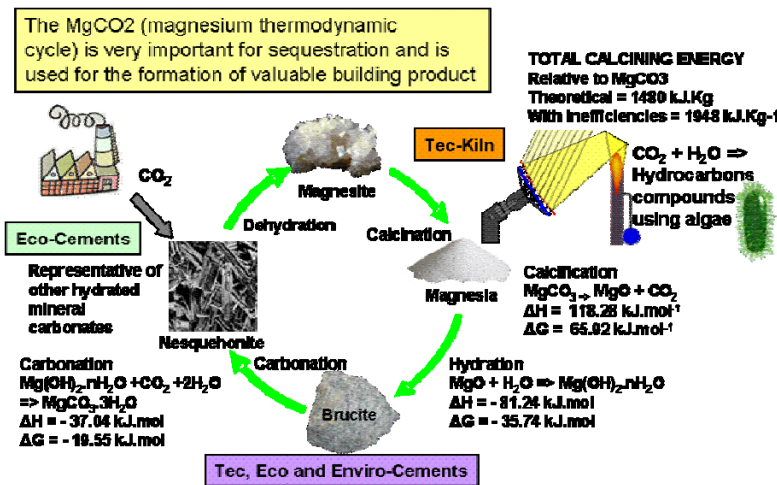 The MgCO2 (magnesium thermodynamic
cycle) is very important for sequestration and is
used for the formation of valuable building product
TOTAL CALCINING ENERGY
Relative to MgCO3
Theoretical = 1480 kJ.Kg
With Inefficiencies = 1948 kJ.Kg-1
Tec-Kiln
CO₂ + H₂O =>
Hydrocarbons
compounds
using algae
CO₂
Magnesite
Dehydration
Calcination
Eco-Cements
Representative of
other hydrated
mineral
carbonates
Nesquehonite
Magnesia
Calcification
MgCO₃ → MgO + CO₂
ΔH = 118.28 kJ.mol⁻¹
ΔG = 65.92 kJ.mol⁻¹
Carbonation
Mg(OH)₂.nH₂O +CO₂ +2H₂O
=> MgCO₃.3H₂O
ΔH = - 37.04 kJ.mol
ΔG = - 19.55 kJ.mol
Carbonation
Brucite
Hydration
MgO + H₂O => Mg(OH)₂.nH₂O
ΔH = - 81.24 kJ.mol
ΔG = - 35.74 kJ.mol
Tec, Eco and Enviro-Cements